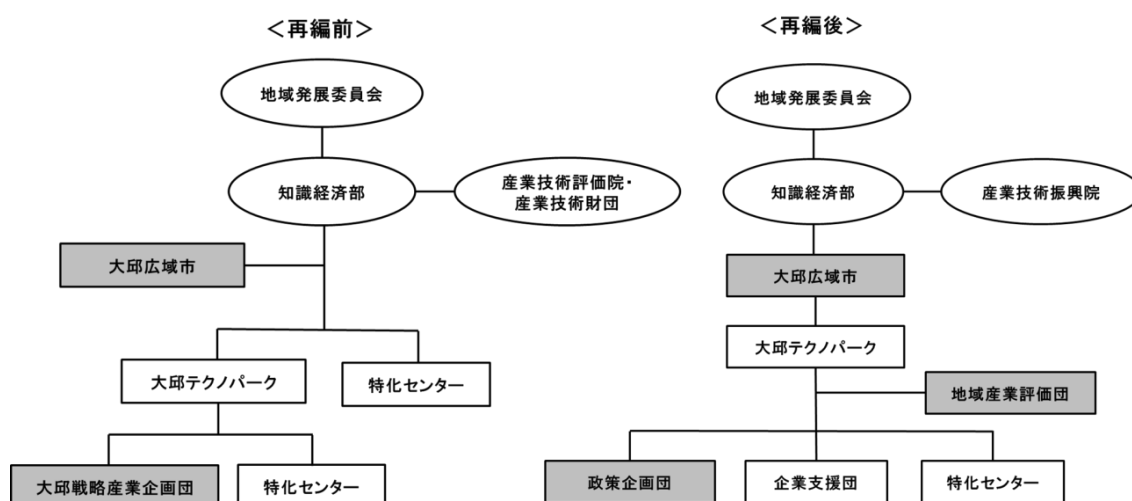 ＜再編前＞
地域発展委員会
知識経済部
産業技術評価院・
産業技術財団
大邱広域市
大邱テクノパーク
特化センター
大邱戦略産業企画団
特化センター
＜再編後＞
地域発展委員会
知識経済部
産業技術振興院
大邱広域市
大邱テクノパーク
地域産業評価団
政策企画団
企業支援団
特化センター